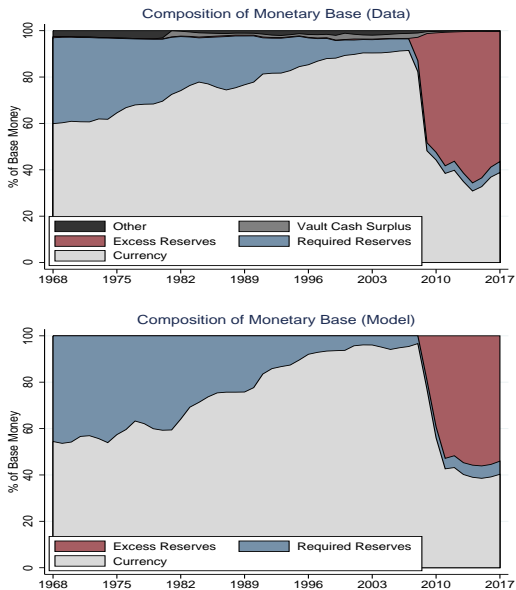 Composition of Monetary Base (Data)
% of Base Money
100
80
60
40
20
0
Other
Vault Cash Surplus
Excess Reserves
Required Reserves
Currency
1968 1975 1982 1989 1996 2003 2010 2017
Composition of Monetary Base (Model)
% of Base Money
100
80
60
40
20
0
Excess Reserves
Required Reserves
Currency
1968 1975 1982 1989 1996 2003 2010 2017